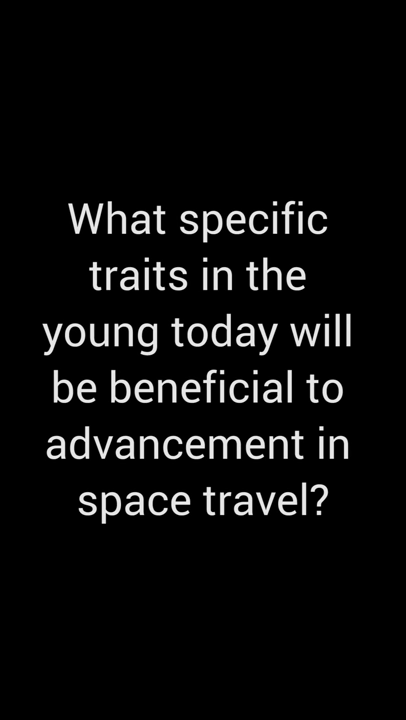 What specific
traits in the
young today will
be beneficial to
advancement in
space travel?